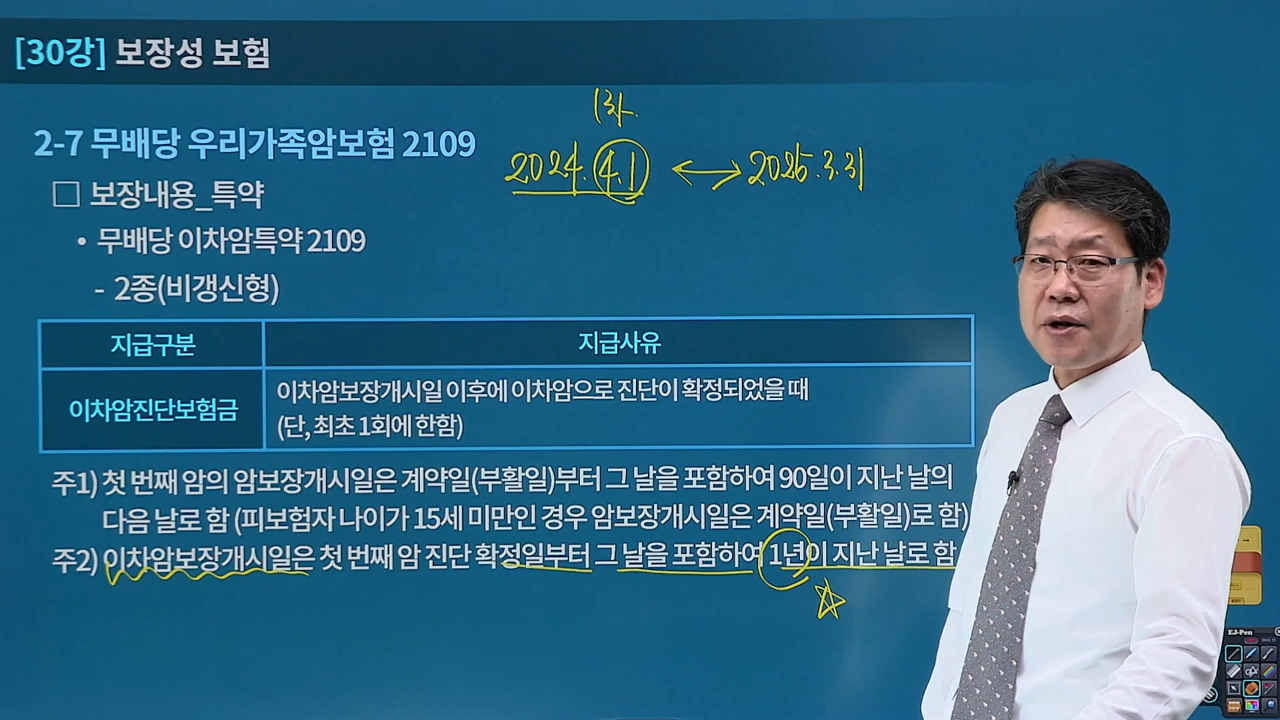 [30강] 보장성 보험
1차
2-7 무배당 우리가족암보험 2109
2024.4.1 ↔ 2025.3.31
□ 보장내용_특약
• 무배당 이차암특약 2109
- 2종(비갱신형)
지급구분 지급사유
이차암진단보험금 이차암보장개시일 이후에 이차암으로 진단이 확정되었을 때
(단, 최초 1회에 한함)
주1) 첫 번째 암의 암보장개시일은 계약일(부활일)부터 그 날을 포함하여 90일이 지난 날의
다음 날로 함 (피보험자 나이가 15세 미만인 경우 암보장개시일은 계약일(부활일)로 함)
주2) 이차암보장개시일은 첫 번째 암 진단 확정일부터 그 날을 포함하여 1년이 지난 날로 함
EJ-Pen